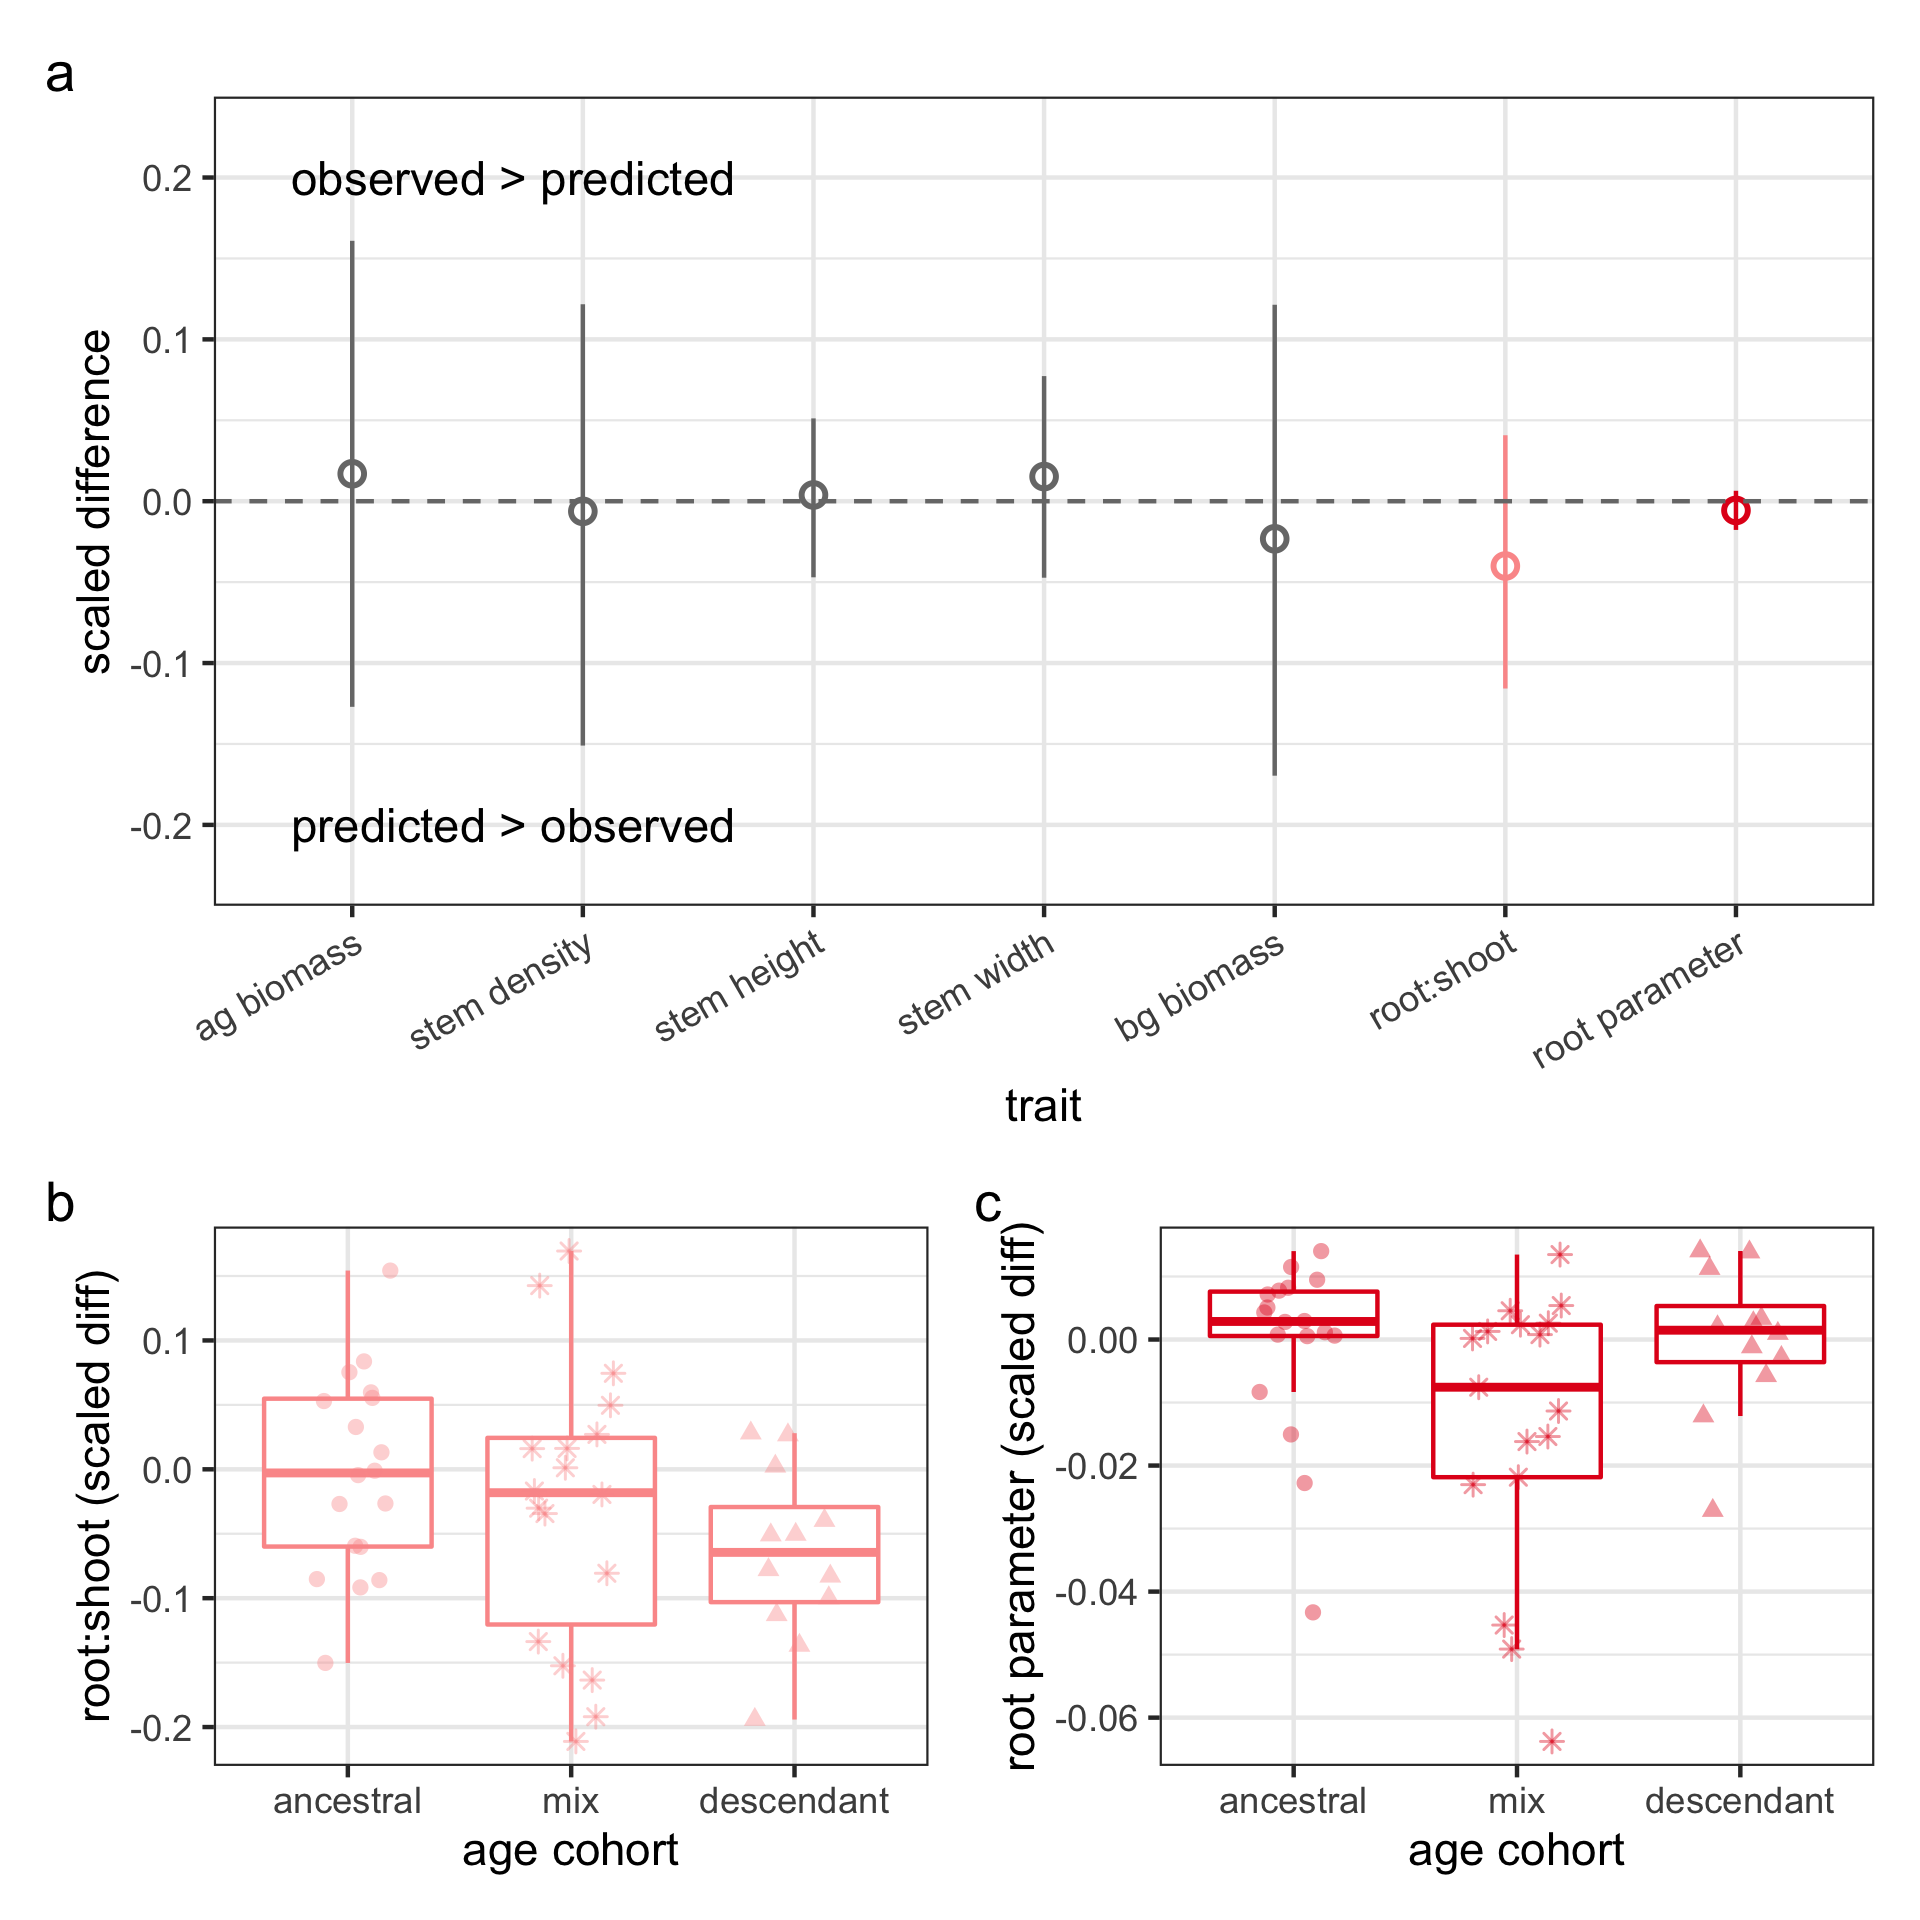 a
scaled difference
0.2
0.1
0.0
-0.1
-0.2
observed > predicted
predicted > observed
ag biomass
stem density
stem height
stem width
bg biomass
root:shoot
root parameter
trait
b
root:shoot (scaled diff)
0.1
0.0
-0.1
-0.2
ancestral
mix
descendant
age cohort
c
root parameter (scaled diff)
0.00
-0.02
-0.04
-0.06
ancestral
mix
descendant
age cohort